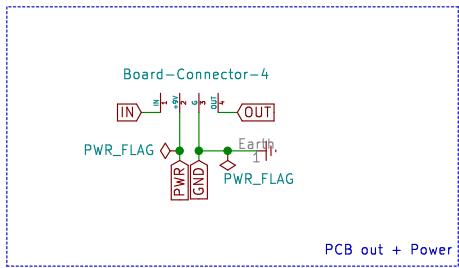 Board-Connector-4
IN
IN
1
+9V
2
G
3
OUT
4
OUT
PWR_FLAG
PWR
GND
Earth
1
PWR_FLAG
PCB out + Power